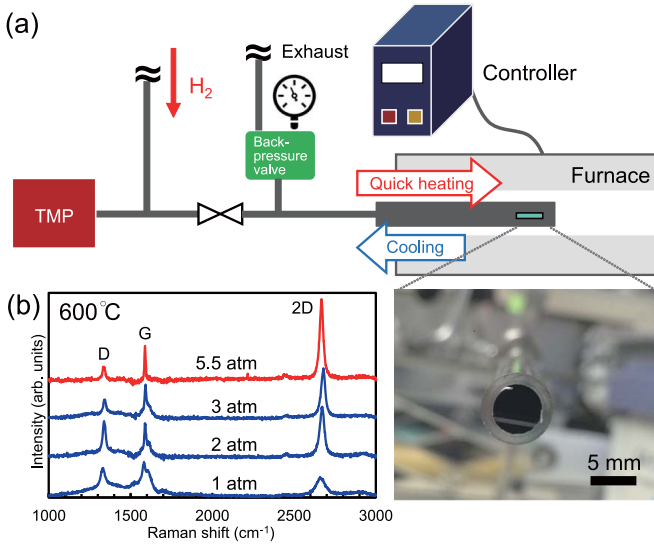 (a)
Exhaust
H2
Controller
Back-
pressure
valve
Quick heating
Furnace
TMP
Cooling
(b)
600℃
2D
D
G
5.5 atm
3 atm
2 atm
1 atm
Intensity (arb. units)
1000
1500
2000
2500
3000
Raman shift (cm⁻¹)
5 mm